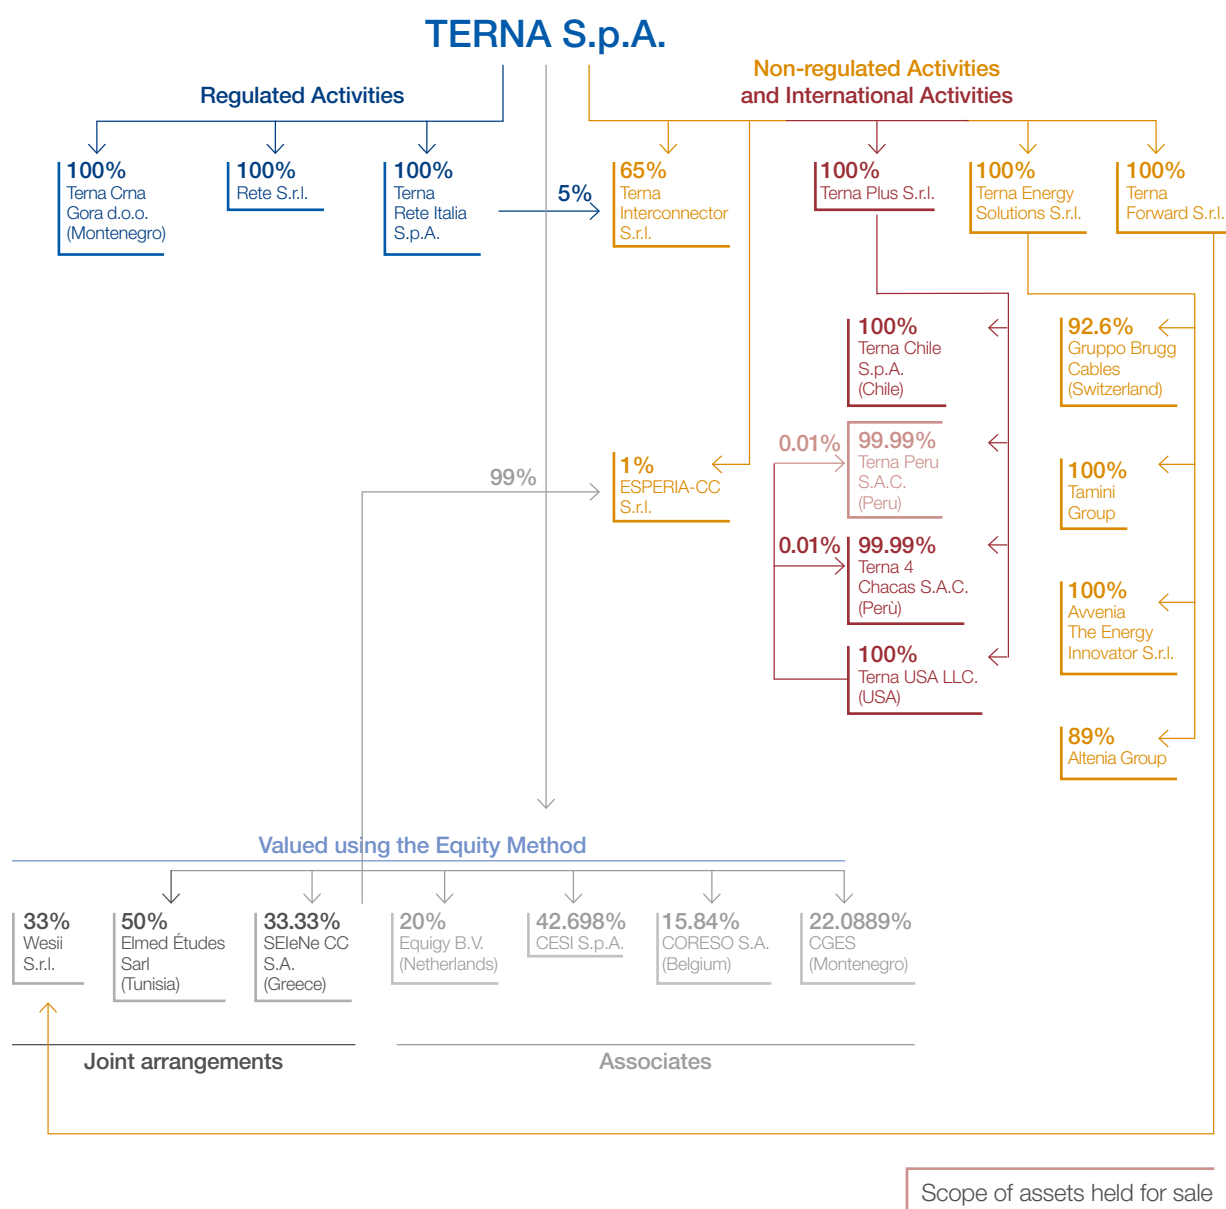 TERNA S.p.A.
Regulated Activities
Non-regulated Activities
and International Activities
100%
Terna Crna
Gora d.o.o.
(Montenegro)
100%
Rete S.r.l.
100%
Terna
Rete Italia
S.p.A.
5%
65%
Terna
Interconnector
S.r.l.
100%
Terna Plus S.r.l.
100%
Terna Energy
Solutions S.r.l.
100%
Terna
Forward S.r.l.
100%
Terna Chile
S.p.A.
(Chile)
92.6%
Gruppo Brugg
Cables
(Switzerland)
99%
1%
ESPERIA-CC
S.r.l.
0.01%
99.99%
Terna Peru
S.A.C.
(Peru)
100%
Tamini
Group
0.01%
99.99%
Terna 4
Chacas S.A.C.
(Perù)
100%
Avvenia
The Energy
Innovator S.r.l.
100%
Terna USA LLC.
(USA)
89%
Altenia Group
Valued using the Equity Method
33%
Wesii
S.r.l.
50%
Elmed Études
Sarl
(Tunisia)
33.33%
SEleNe CC
S.A.
(Greece)
20%
Equigy B.V.
(Netherlands)
42.698%
CESI S.p.A.
15.84%
CORESO S.A.
(Belgium)
22.0889%
CGES
(Montenegro)
Joint arrangements
Associates
Scope of assets held for sale